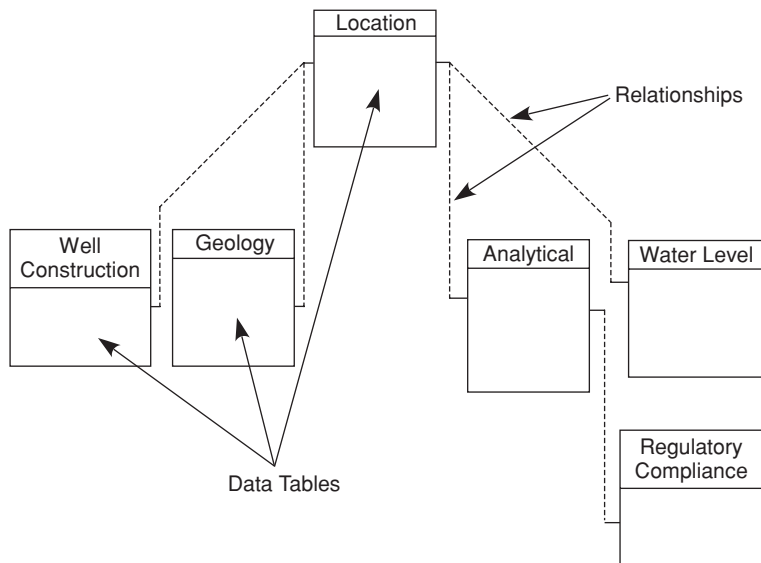 Location
Relationships
Well
Construction
Geology
Analytical
Water Level
Regulatory
Compliance
Data Tables